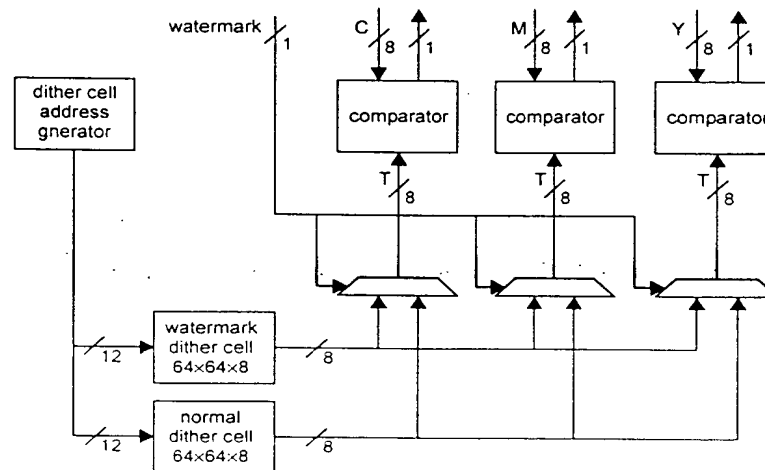 watermark 1 C 8 1 M 8 1 Y 8 1
dither cell
address
gnerator
comparator comparator comparator
T 8 T 8 T 8
12 watermark
dither cell
64×64×8 8
12 normal
dither cell
64×64×8 8